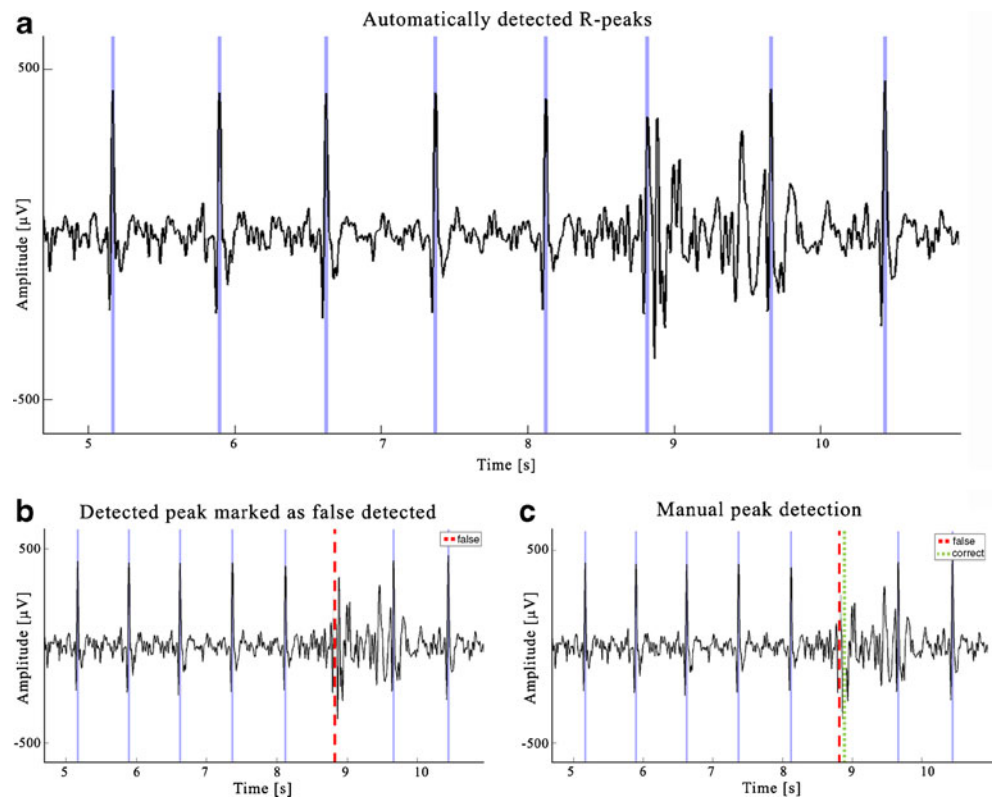 a
Automatically detected R-peaks
500
Amplitude [µV]
-500
5 6 7 8 9 10
Time [s]
b
Detected peak marked as false detected
500
false
Amplitude [µV]
-500
5 6 7 8 9 10
Time [s]
c
Manual peak detection
500
false
correct
Amplitude [µV]
-500
5 6 7 8 9 10
Time [s]